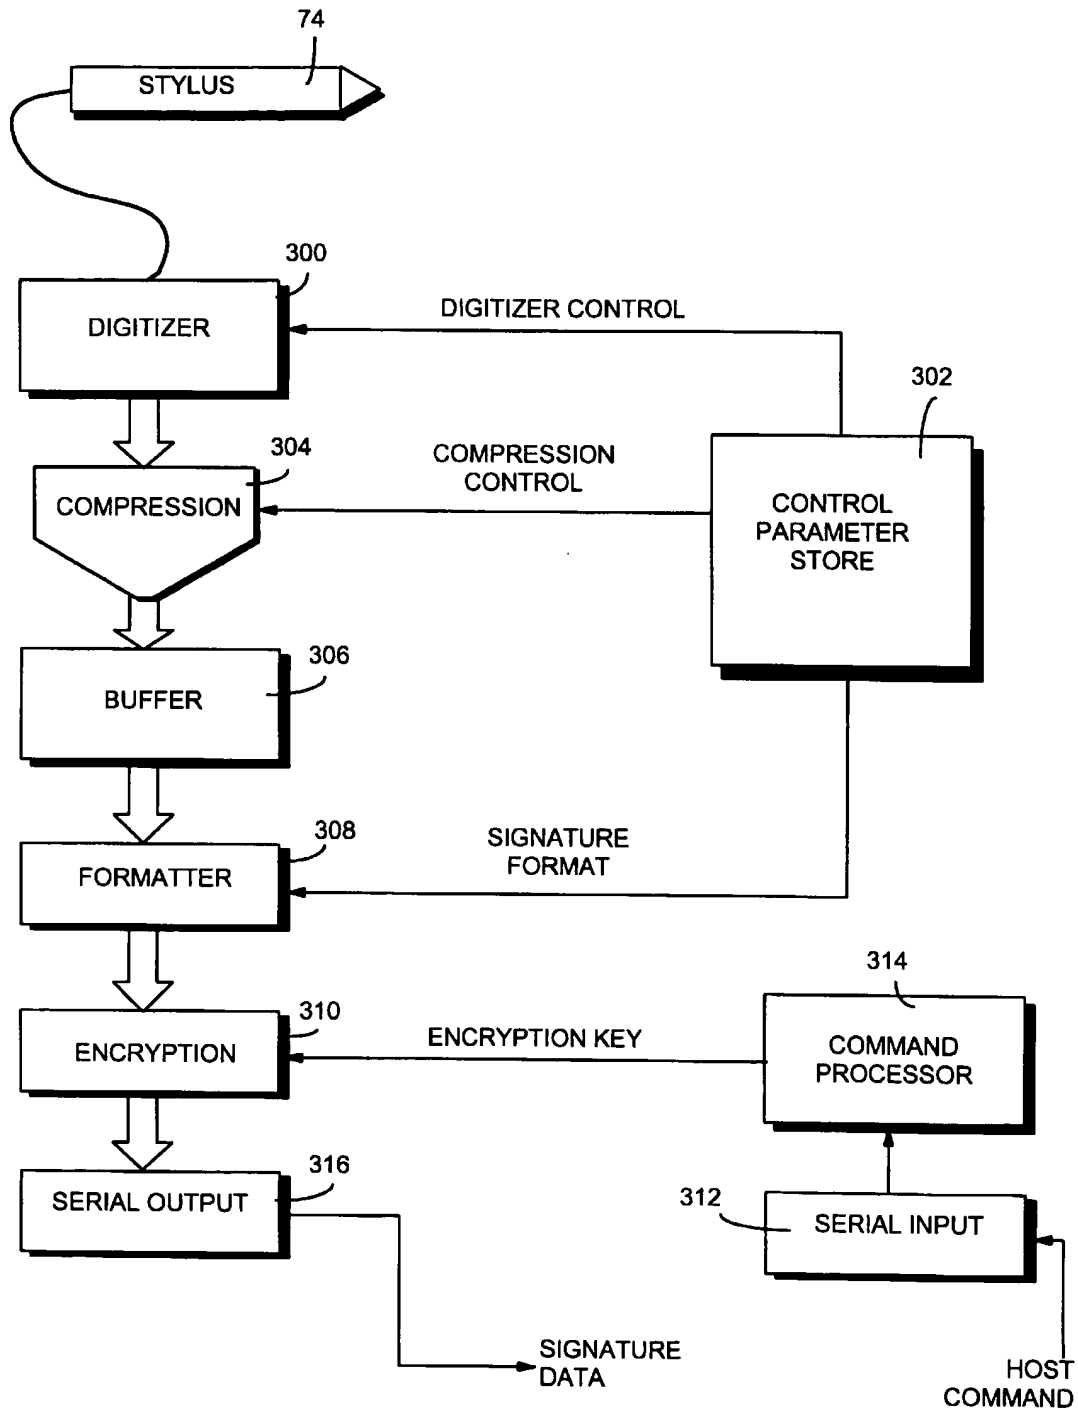 74
STYLUS
300
DIGITIZER
DIGITIZER CONTROL
302
304
COMPRESSION
COMPRESSION
CONTROL
CONTROL
PARAMETER
STORE
306
BUFFER
308
FORMATTER
SIGNATURE
FORMAT
310
ENCRYPTION
ENCRYPTION KEY
314
COMMAND
PROCESSOR
316
SERIAL OUTPUT
312
SERIAL INPUT
SIGNATURE
DATA
HOST
COMMAND